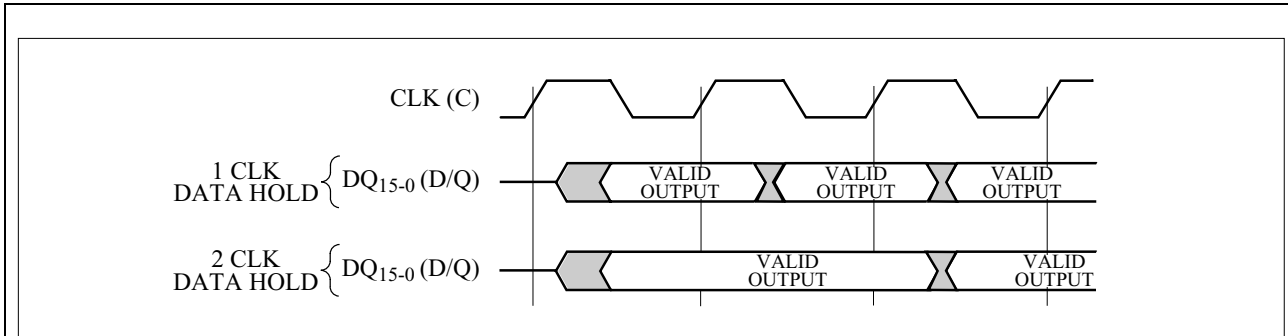 CLK (C)
1 CLK
DATA HOLD
DQ15-0 (D/Q)
VALID
OUTPUT
VALID
OUTPUT
VALID
OUTPUT
2 CLK
DATA HOLD
DQ15-0 (D/Q)
VALID
OUTPUT
VALID
OUTPUT